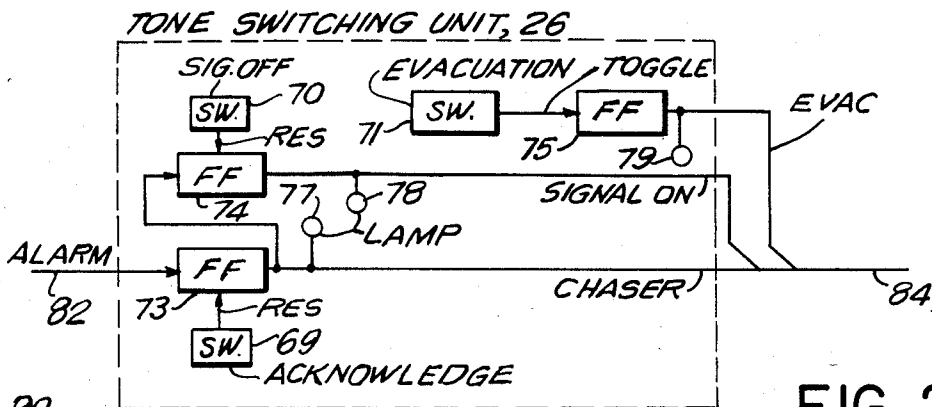 TONE SWITCHING UNIT, 26
SIG.OFF
SW.
70
RES
FF
74
EVACUATION
SW.
71
TOGGLE
FF
75
79
EVAC
77
78
LAMP
SIGNAL ON
ALARM
82
FF
73
RES
SW.
69
ACKNOWLEDGE
CHASER
84